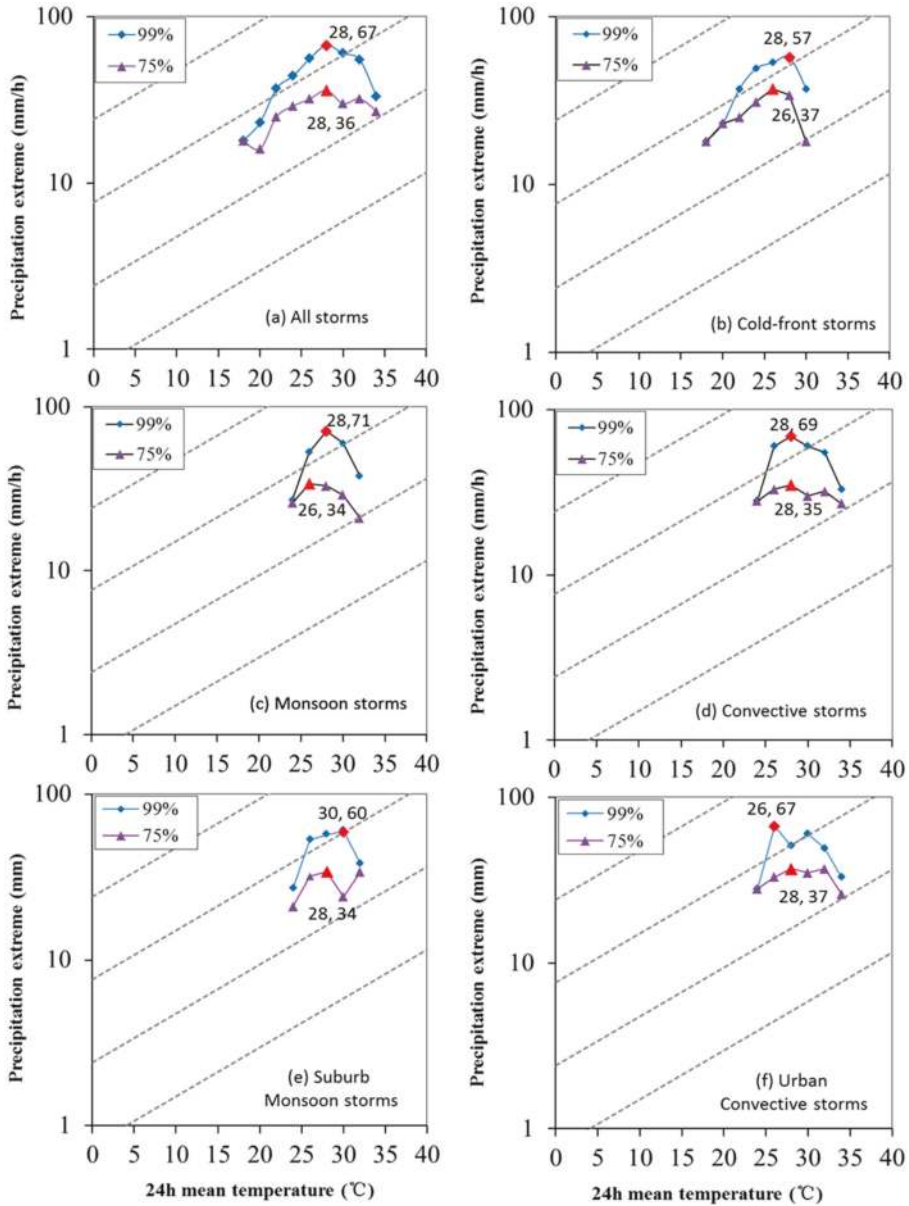 Precipitation extreme (mm/h)
100
10
1
99%
75%
28, 67
28, 36
(a) All storms
0 5 10 15 20 25 30 35 40
Precipitation extreme (mm/h)
100
10
1
99%
75%
28, 57
26, 37
(b) Cold-front storms
0 5 10 15 20 25 30 35 40
Precipitation extreme (mm/h)
100
10
1
99%
75%
28,71
26, 34
(c) Monsoon storms
0 5 10 15 20 25 30 35 40
Precipitation extreme (mm/h)
100
10
1
99%
75%
28, 69
28, 35
(d) Convective storms
0 5 10 15 20 25 30 35 40
Precipitation extreme (mm)
100
10
1
99%
75%
30, 60
28, 34
(e) Suburb
Monsoon storms
0 5 10 15 20 25 30 35 40
24h mean temperature (℃)
Precipitation extreme (mm)
100
10
1
99%
75%
26, 67
28, 37
(f) Urban
Convective storms
0 5 10 15 20 25 30 35 40
24h mean temperature (℃)